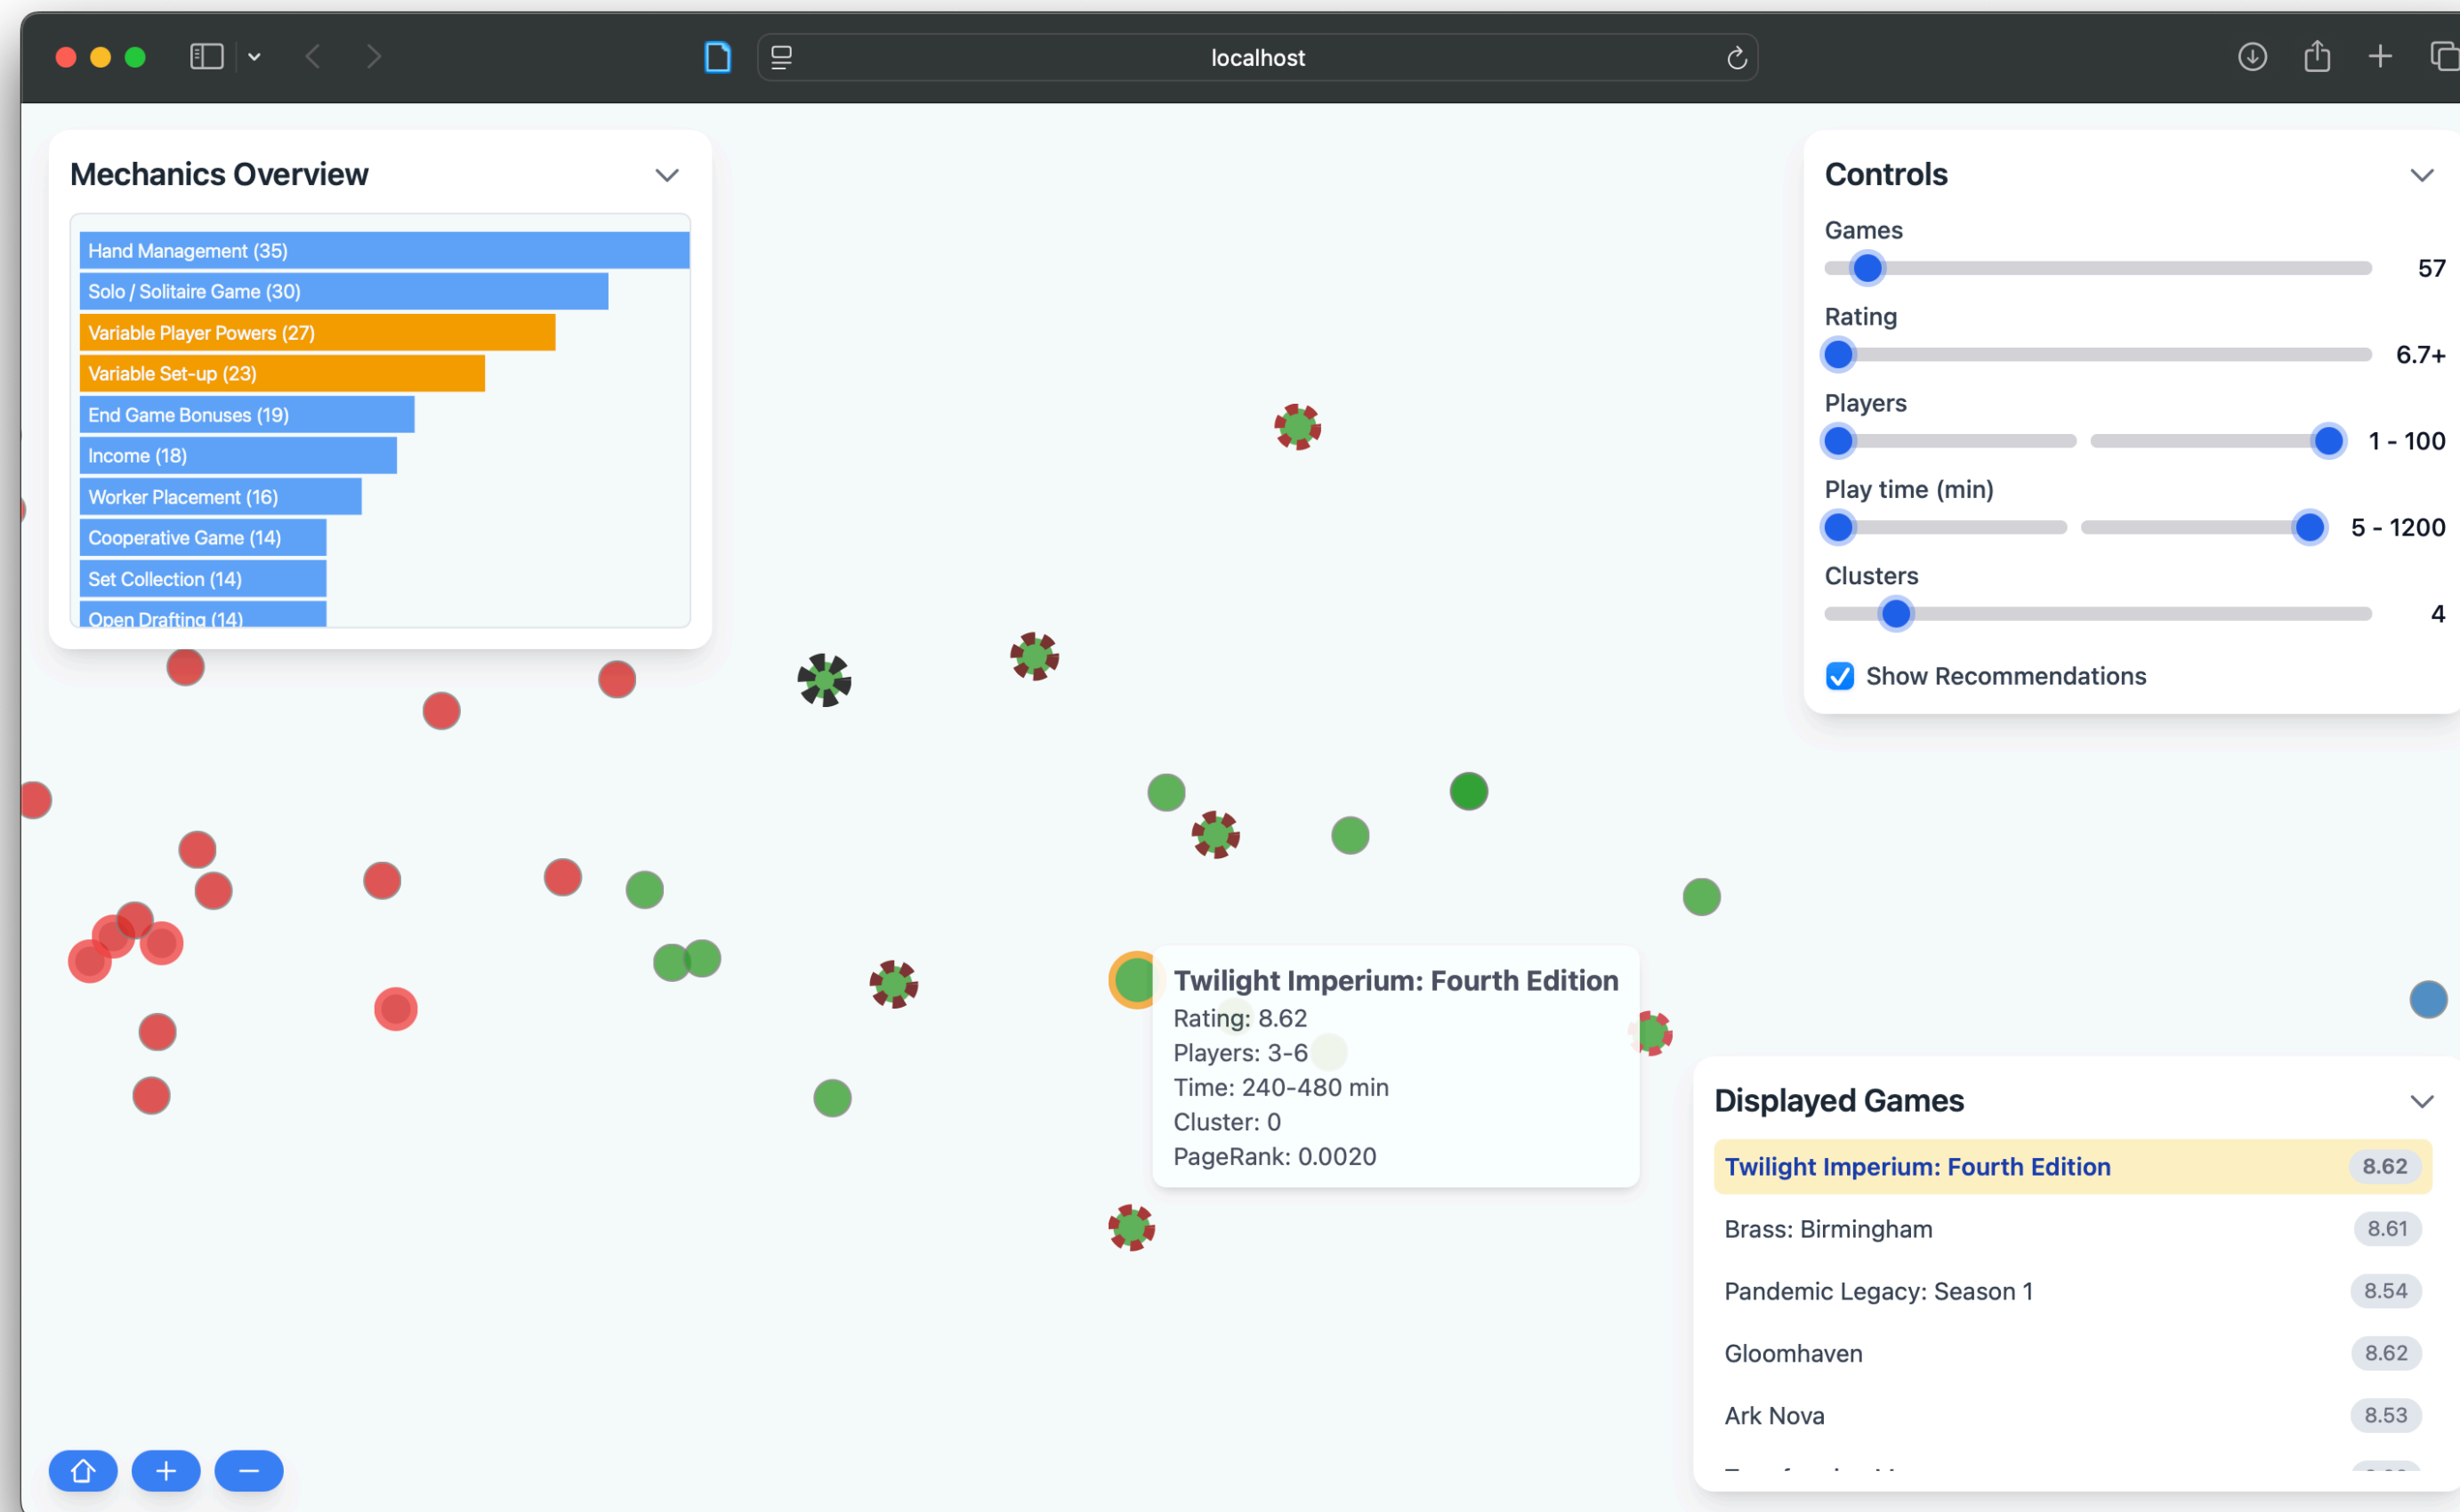 localhost
Mechanics Overview
Hand Management (35)
Solo / Solitaire Game (30)
Variable Player Powers (27)
Variable Set-up (23)
End Game Bonuses (19)
Income (18)
Worker Placement (16)
Cooperative Game (14)
Set Collection (14)
Open Drafting (14)
Controls
Games
57
Rating
6.7+
Players
1 - 100
Play time (min)
5 - 1200
Clusters
4
Show Recommendations
Twilight Imperium: Fourth Edition
Rating: 8.62
Players: 3-6
Time: 240-480 min
Cluster: 0
PageRank: 0.0020
Displayed Games
Twilight Imperium: Fourth Edition 8.62
Brass: Birmingham 8.61
Pandemic Legacy: Season 1 8.54
Gloomhaven 8.62
Ark Nova 8.53